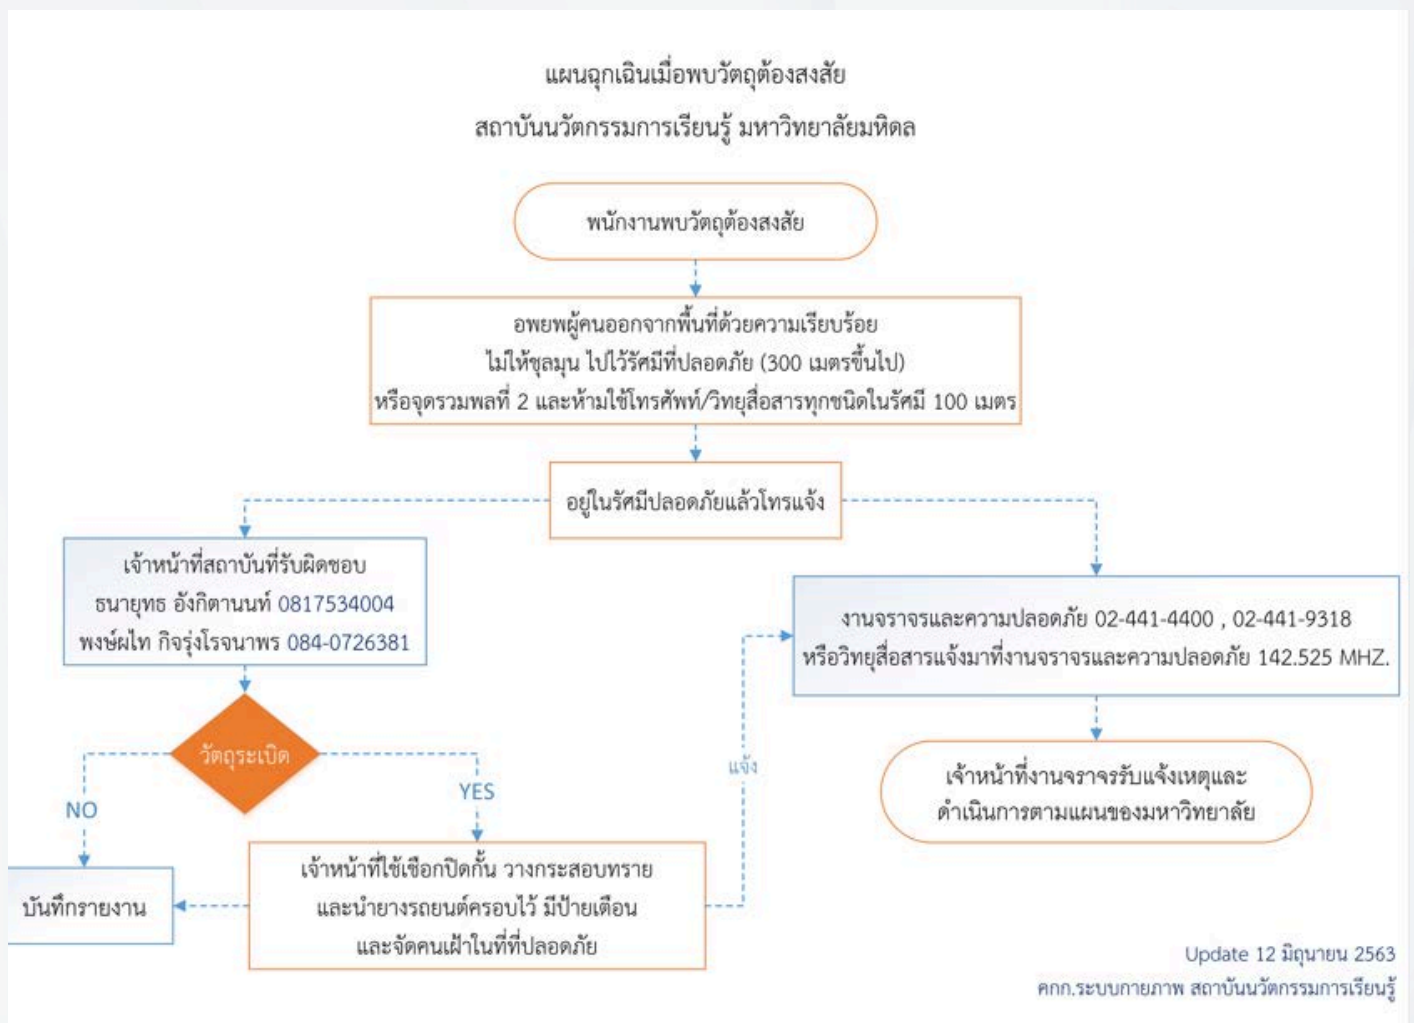 แผนฉุกเฉินเมื่อพบวัตถุต้องสงสัย
สถาบันนวัตกรรมการเรียนรู้ มหาวิทยาลัยมหิดล
พนักงานพบวัตถุต้องสงสัย
อพยพผู้คนออกจากพื้นที่ด้วยความเรียบร้อย
ไม่ให้ชุลมุน ไปไว้รัศมีที่ปลอดภัย (300 เมตรขึ้นไป)
หรือจุดรวมพลที่ 2 และห้ามใช้โทรศัพท์/วิทยุสื่อสารทุกชนิดในรัศมี 100 เมตร
อยู่ในรัศมีปลอดภัยแล้วโทรแจ้ง
เจ้าหน้าที่สถาบันที่รับผิดชอบ
ธนายุทธ อังกิตานนท์ 0817534004
พงษ์ผไท กิจรุ่งโรจนาพร 084-0726381
งานจราจรและความปลอดภัย 02-441-4400 , 02-441-9318
หรือวิทยุสื่อสารแจ้งมาที่งานจราจรและความปลอดภัย 142.525 MHZ.
วัตถุระเบิด
NO
YES
แจ้ง
เจ้าหน้าที่งานจราจรรับแจ้งเหตุและ
ดำเนินการตามแผนของมหาวิทยาลัย
เจ้าหน้าที่ใช้เชือกปิดกั้น วางกระสอบทราย
และนำยางรถยนต์ครอบไว้ มีป้ายเตือน
และจัดคนเฝ้าในที่ที่ปลอดภัย
บันทึกรายงาน
Update 12 มิถุนายน 2563
คกก.ระบบกายภาพ สถาบันนวัตกรรมการเรียนรู้